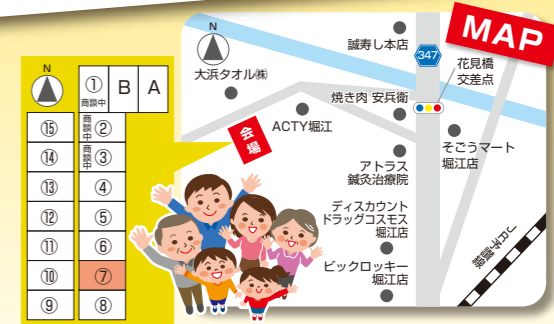 MAP
N
① B A
商談中
⑮ 商談中 ②
⑭ 商談中 ③
⑬ ④
⑫ ⑤
⑪ ⑥
⑩ ⑦
⑨ ⑧
N
大浜タオル㈱
ACTY堀江
会場
誠寿し本店
347
花見橋
交差点
焼き肉 安兵衛
そごうマート
堀江店
アトラス
鍼灸治療院
ディスカウント
ドラッグコスモス
堀江店
ビックロッキー
堀江店
JR予讃線